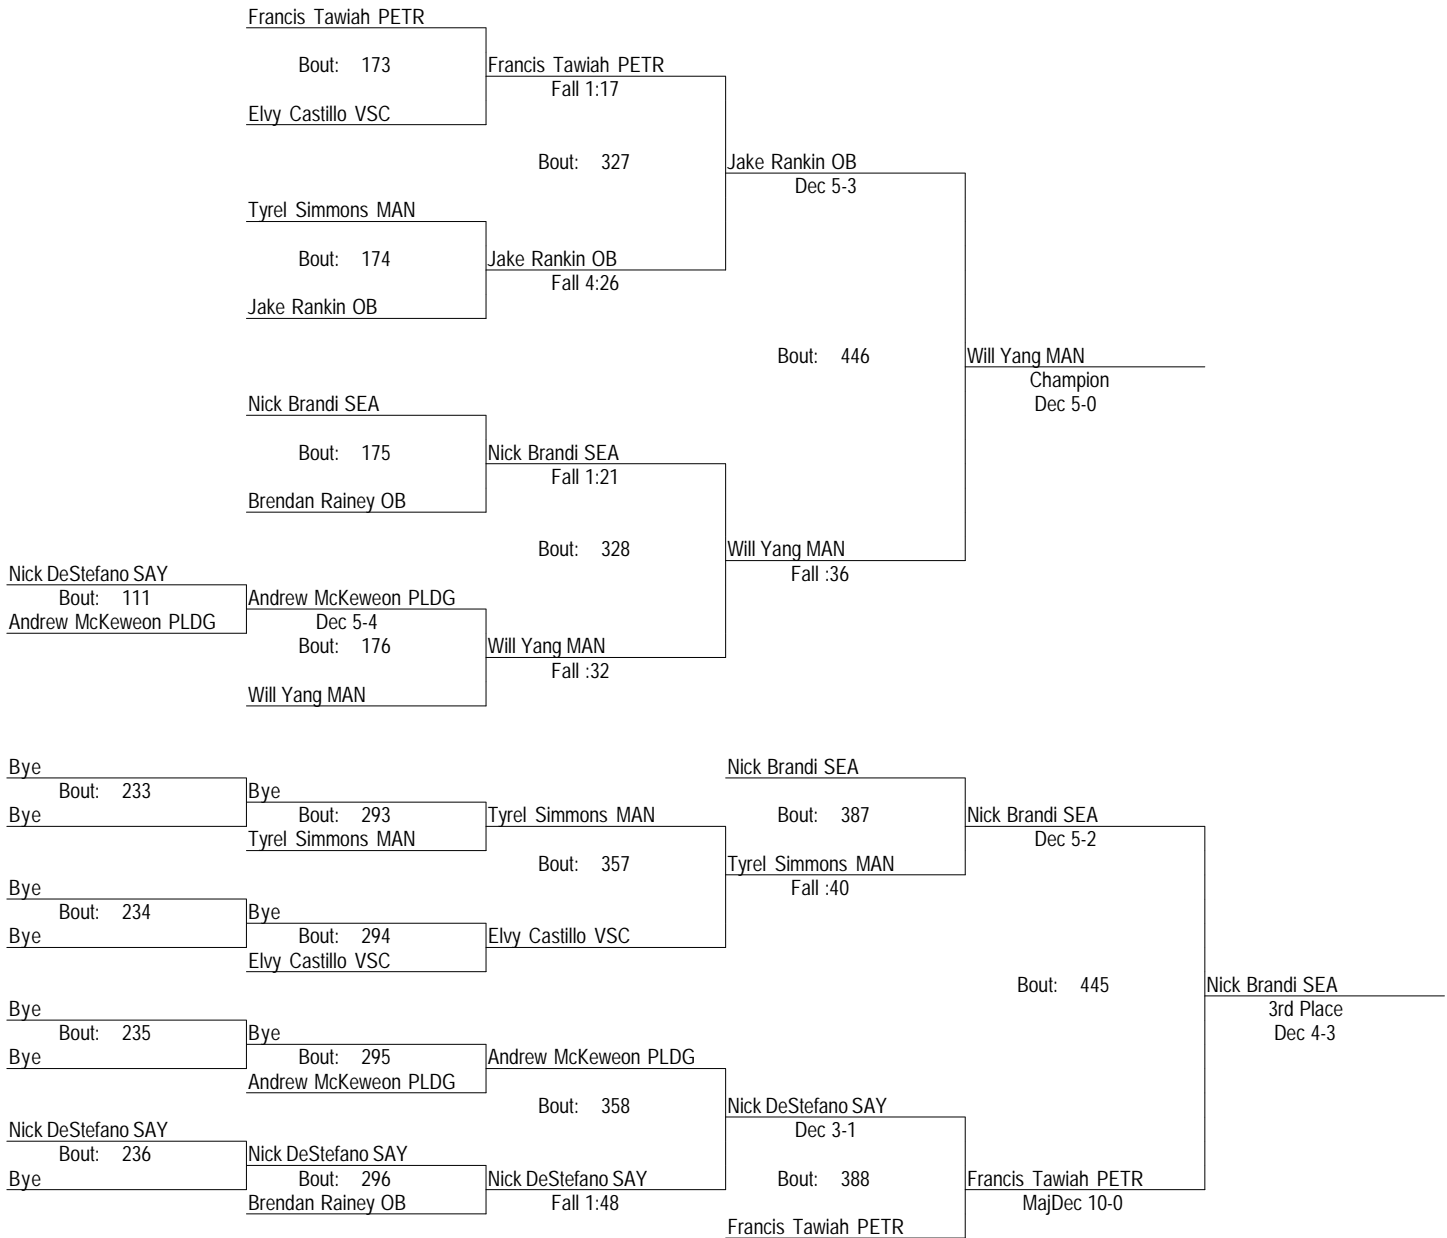 Francis Tawiah PETR
Bout: 173
Francis Tawiah PETR
Fall 1:17
Elvy Castillo VSC
Bout: 327
Jake Rankin OB
Dec 5-3
Tyrel Simmons MAN
Bout: 174
Jake Rankin OB
Fall 4:26
Jake Rankin OB
Bout: 446
Will Yang MAN
Champion
Dec 5-0
Nick Brandi SEA
Bout: 175
Nick Brandi SEA
Fall 1:21
Brendan Rainey OB
Bout: 328
Will Yang MAN
Fall :36
Nick DeStefano SAY
Bout: 111
Andrew McKeweon PLDG
Andrew McKeweon PLDG
Dec 5-4
Bout: 176
Will Yang MAN
Fall :32
Will Yang MAN
Bye
Bout: 233
Bye
Bye
Bout: 293
Tyrel Simmons MAN
Tyrel Simmons MAN
Bout: 357
Nick Brandi SEA
Bout: 387
Nick Brandi SEA
Dec 5-2
Tyrel Simmons MAN
Fall :40
Bye
Bout: 234
Bye
Bye
Bout: 294
Elvy Castillo VSC
Elvy Castillo VSC
Bout: 445
Nick Brandi SEA
3rd Place
Dec 4-3
Bye
Bout: 235
Bye
Bye
Bout: 295
Andrew McKeweon PLDG
Andrew McKeweon PLDG
Bout: 358
Nick DeStefano SAY
Dec 3-1
Nick DeStefano SAY
Bout: 236
Bye
Nick DeStefano SAY
Bout: 296
Brendan Rainey OB
Nick DeStefano SAY
Fall 1:48
Bout: 388
Francis Tawiah PETR
MajDec 10-0
Francis Tawiah PETR